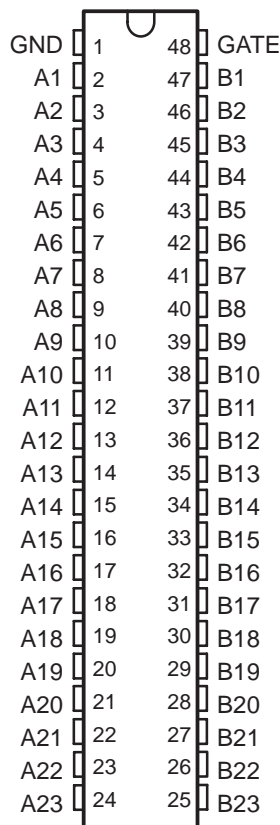 GND 1 48 GATE
A1 2 47 B1
A2 3 46 B2
A3 4 45 B3
A4 5 44 B4
A5 6 43 B5
A6 7 42 B6
A7 8 41 B7
A8 9 40 B8
A9 10 39 B9
A10 11 38 B10
A11 12 37 B11
A12 13 36 B12
A13 14 35 B13
A14 15 34 B14
A15 16 33 B15
A16 17 32 B16
A17 18 31 B17
A18 19 30 B18
A19 20 29 B19
A20 21 28 B20
A21 22 27 B21
A22 23 26 B22
A23 24 25 B23